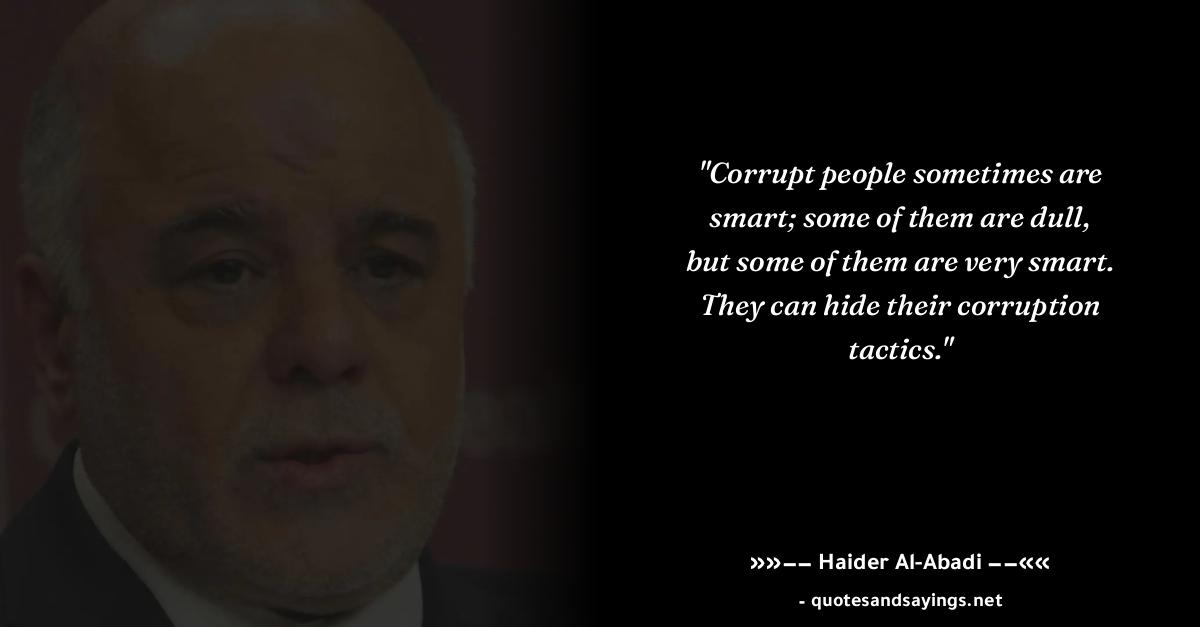 "Corrupt people sometimes are
smart; some of them are dull,
but some of them are very smart.
They can hide their corruption
tactics."
»»–– Haider Al-Abadi ––««
- quotesandsayings.net